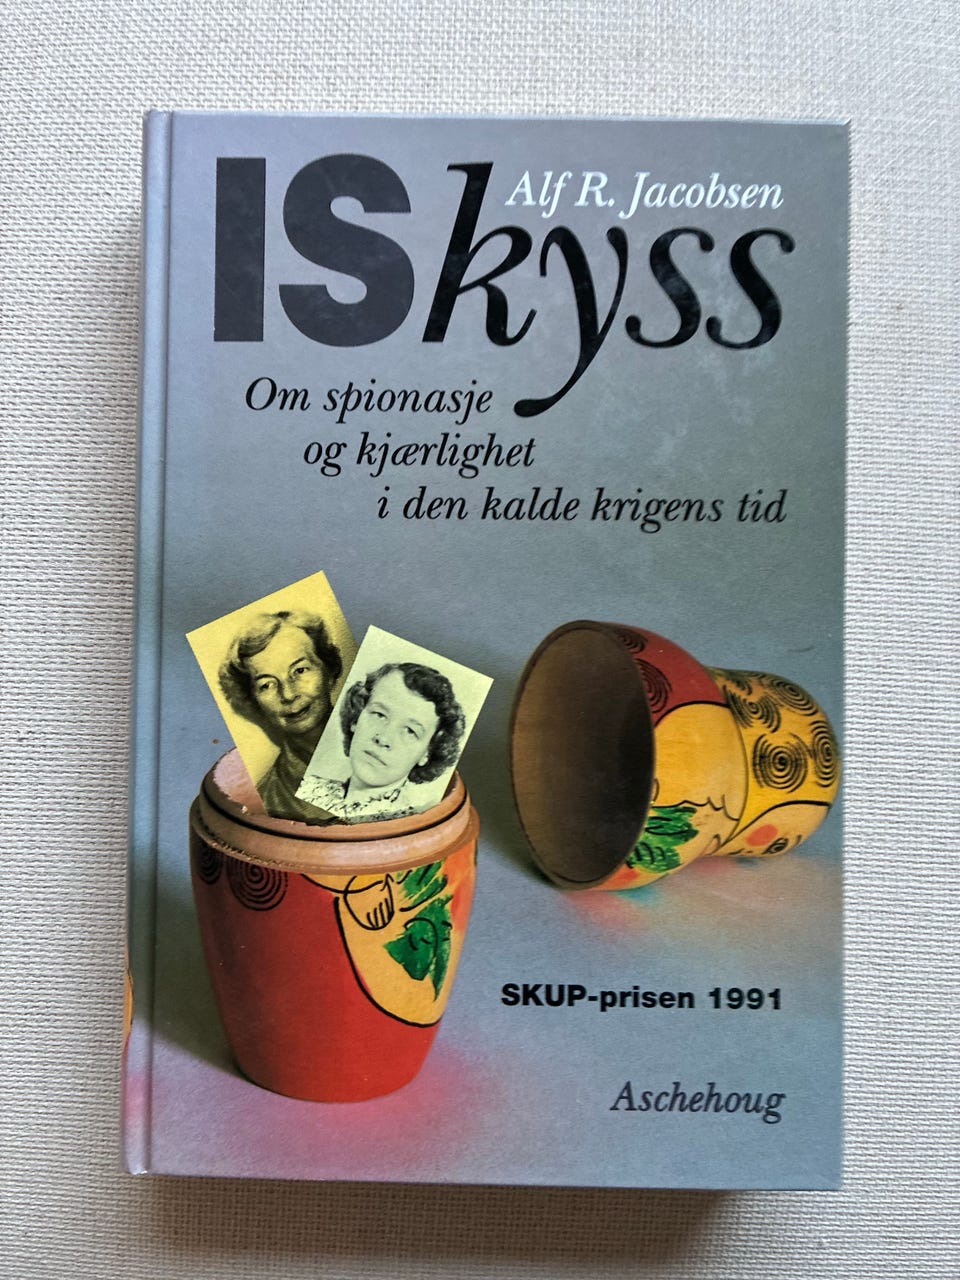 Alf R. Jacobsen
ISkyss
Om spionasje
og kjærlighet
i den kalde krigens tid
SKUP-prisen 1991
Aschehoug